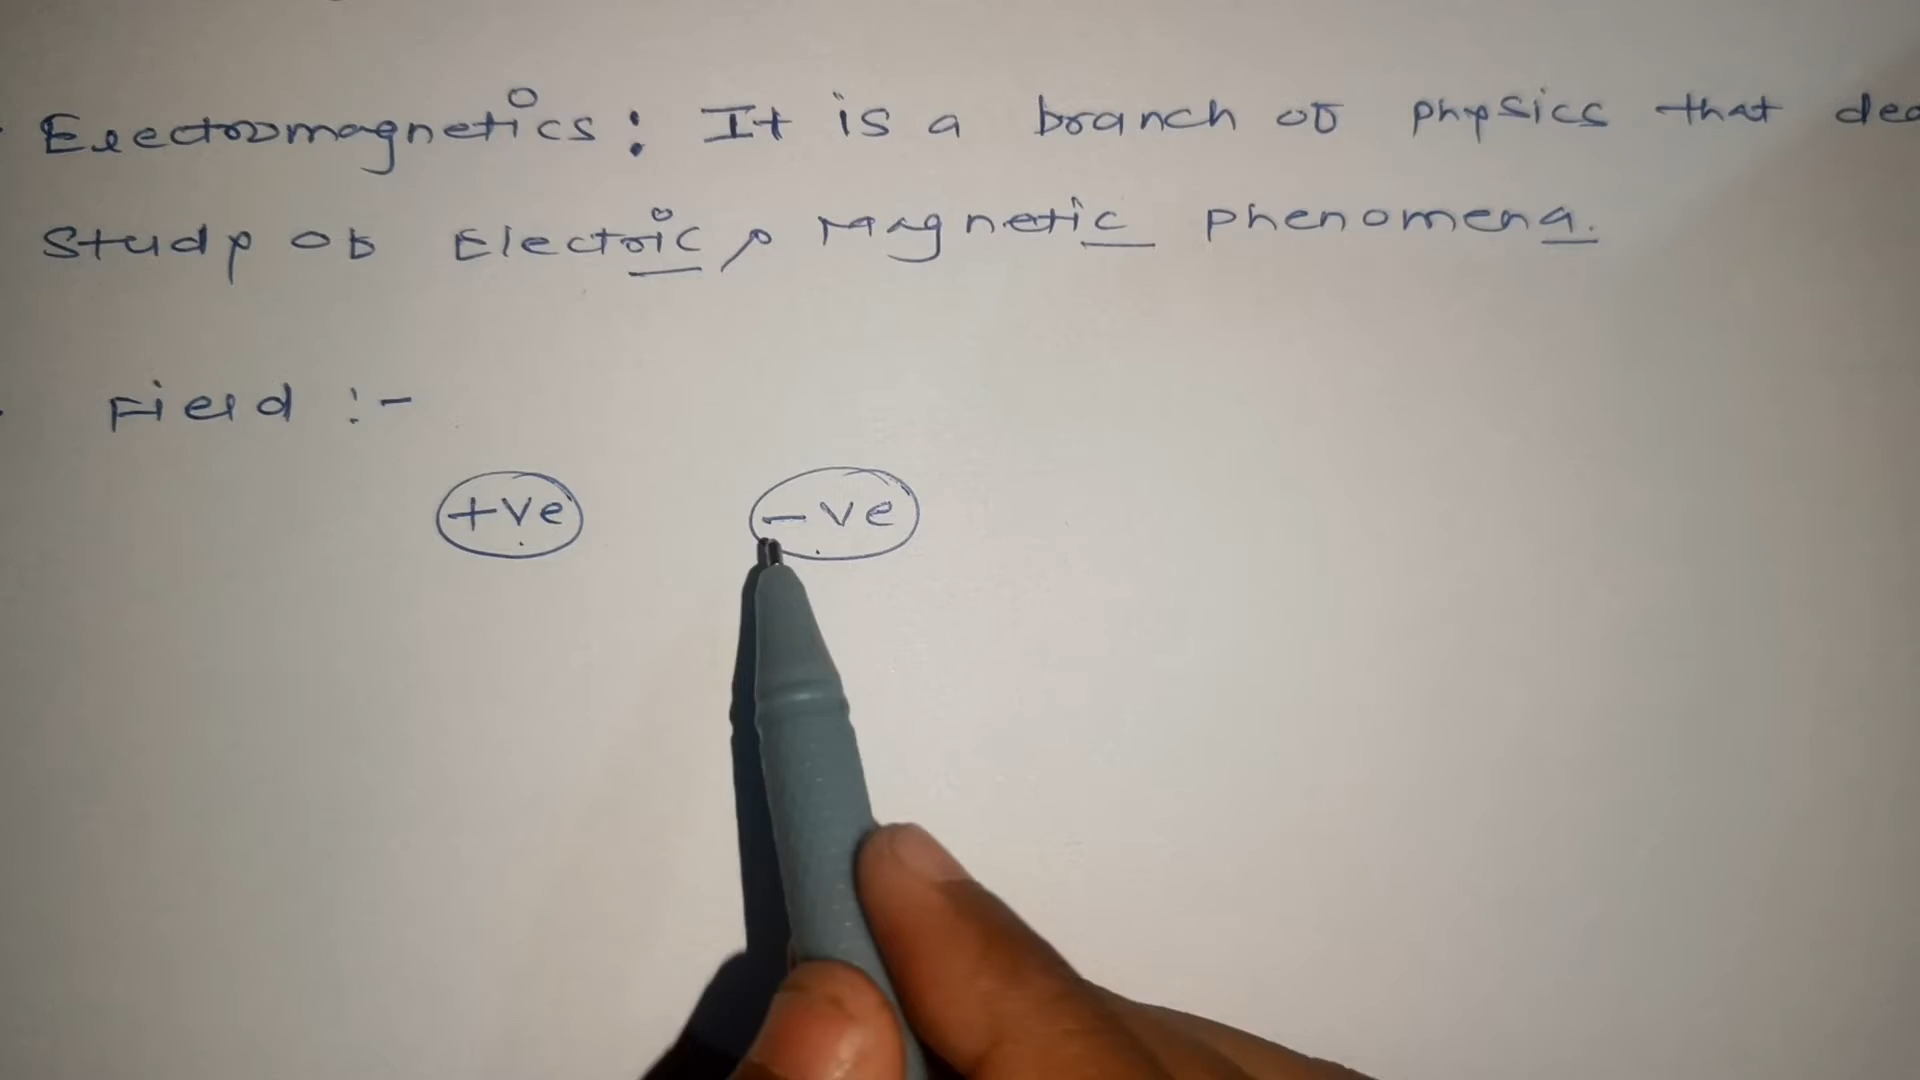 Electromagnetics: It is a branch of physics that dea
Study of Electric, Magnetic phenomena.
Field :-
+ve -ve